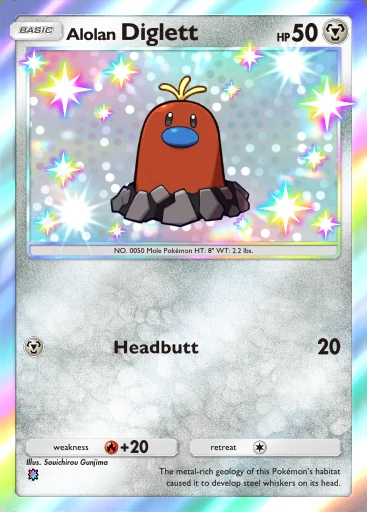 BASIC
Alolan Diglett
HP 50
NO. 0050 Mole Pokémon HT: 8" WT: 2.2 lbs.
Headbutt 20
weakness +20 retreat
Illus. Souichirou Gunjima
The metal-rich geology of this Pokémon's habitat
caused it to develop steel whiskers on its head.